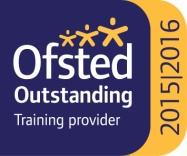 Ofsted
Outstanding
Training provider
2015|2016